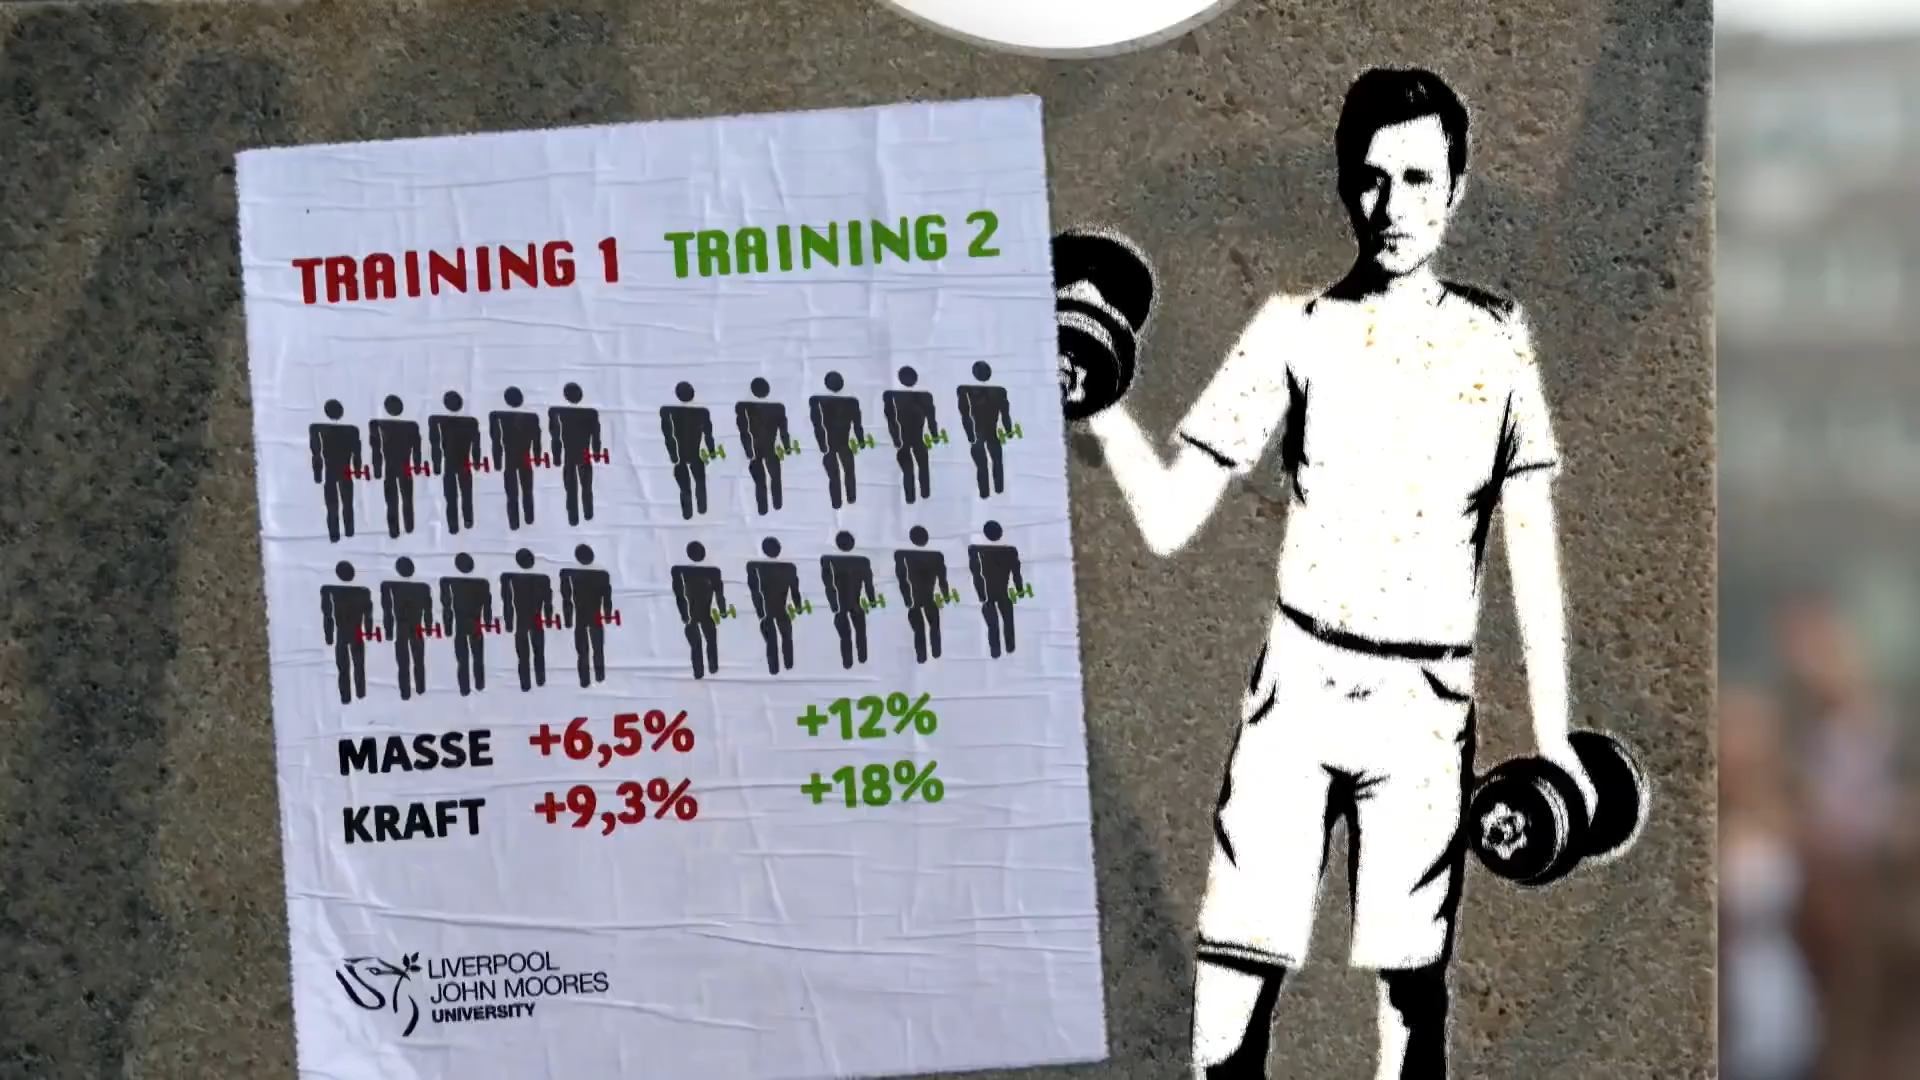 TRAINING 1 TRAINING 2
MASSE +6,5% +12%
KRAFT +9,3% +18%
LIVERPOOL
JOHN MOORES
UNIVERSITY